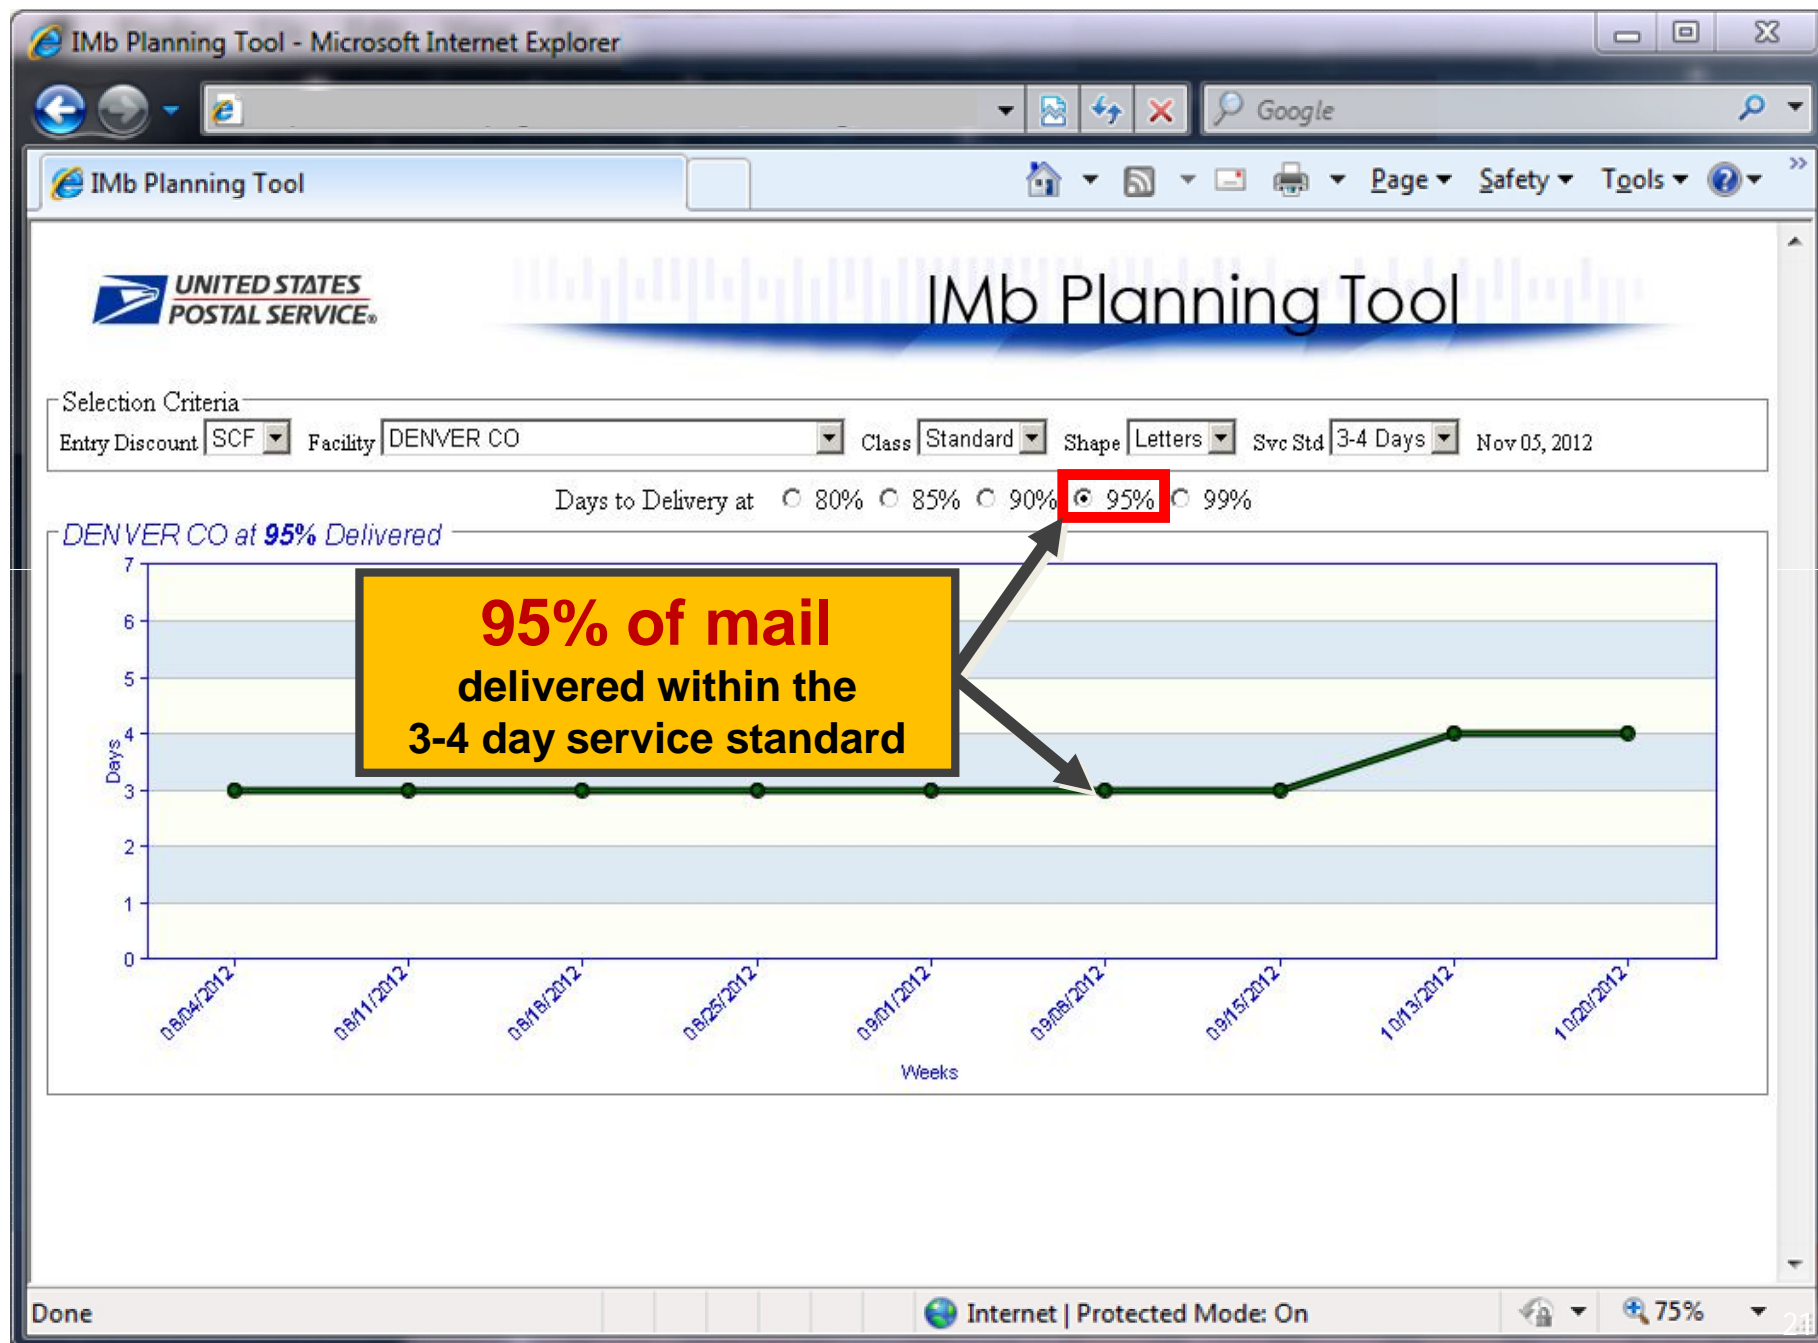 IMb Planning Tool - Microsoft Internet Explorer
Google
IMb Planning Tool
Page Safety Tools
UNITED STATES
POSTAL SERVICE®
IMb Planning Tool
Selection Criteria
Entry Discount SCF Facility DENVER CO Class Standard Shape Letters Svc Std 3-4 Days Nov 05, 2012
Days to Delivery at 80% 85% 90% 95% 99%
DENVER CO at 95% Delivered
95% of mail
delivered within the
3-4 day service standard
7
6
5
4
3
2
1
0
Days
08/04/2012 08/11/2012 08/18/2012 08/25/2012 09/01/2012 09/08/2012 09/15/2012 10/13/2012 10/20/2012
Weeks
Done Internet | Protected Mode: On 75%